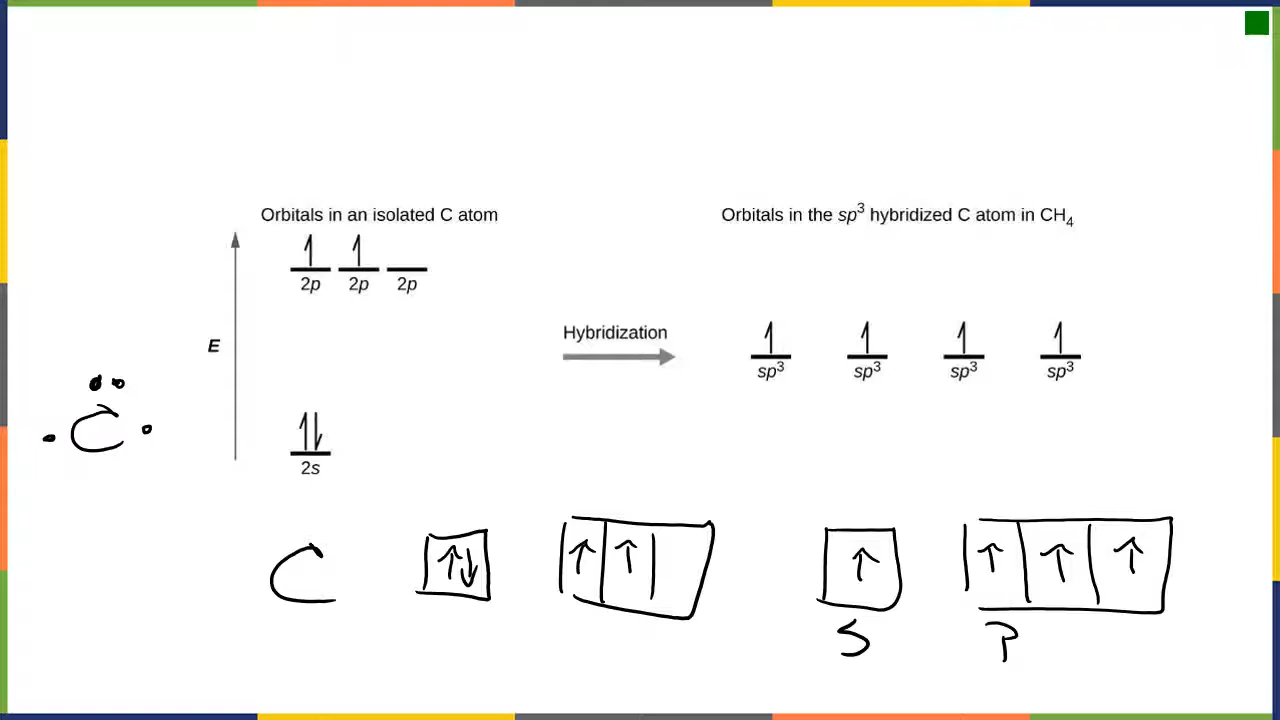 Orbitals in an isolated C atom
Orbitals in the sp³ hybridized C atom in CH₄
2p 2p 2p
Hybridization
E
sp³ sp³ sp³ sp³
C
2s
C
S P